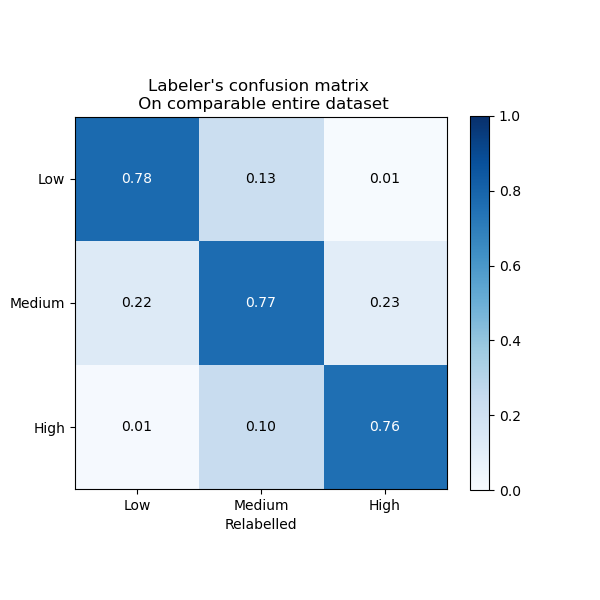 Labeler's confusion matrix
On comparable entire dataset
1.0
Low 0.78 0.13 0.01
0.8
0.6
Medium 0.22 0.77 0.23
0.4
High 0.01 0.10 0.76
0.2
0.0
Low Medium High
Relabelled